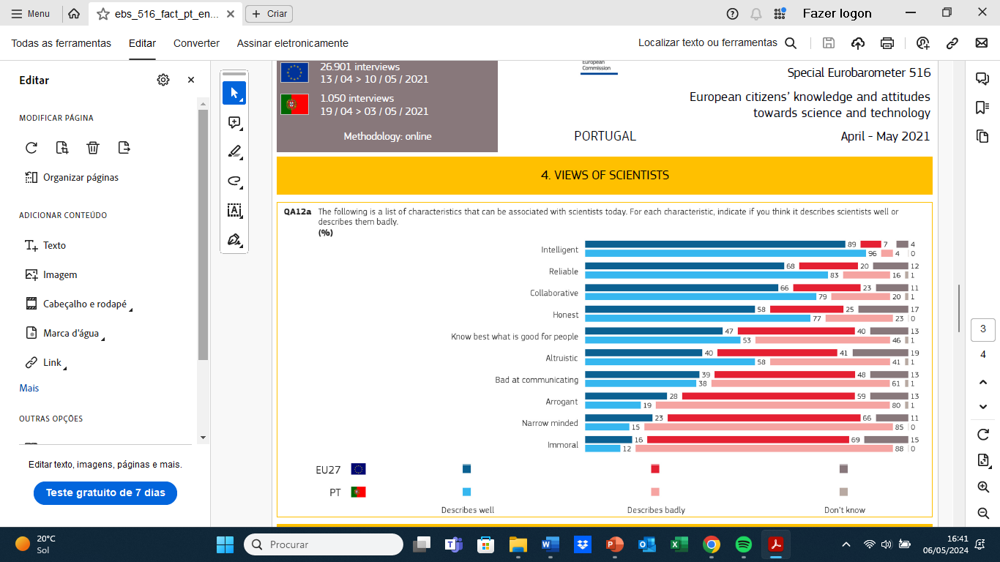 Menu
ebs_516_fact_pt_en...
Criar
Fazer logon
Todas as ferramentas
Editar
Converter
Assinar eletronicamente
Localizar texto ou ferramentas
Editar
MODIFICAR PÁGINA
Organizar páginas
ADICIONAR CONTEÚDO
Texto
Imagem
Cabeçalho e rodapé
Marca d'água
Link
Mais
OUTRAS OPÇÕES
Editar texto, imagens, páginas e mais.
Teste gratuito de 7 dias
26.901 interviews
13 / 04 > 10 / 05 / 2021
1.050 interviews
19 / 04 > 03 / 05 / 2021
Methodology: online
European
Commission
Special Eurobarometer 516
European citizens' knowledge and attitudes
towards science and technology
PORTUGAL
April - May 2021
4. VIEWS OF SCIENTISTS
QA12a The following is a list of characteristics that can be associated with scientists today. For each characteristic, indicate if you think it describes scientists well or
describes them badly.
(%)
Intelligent 89 7 4
96 4 0
Reliable 68 20 12
83 16 1
Collaborative 66 23 11
79 20 1
Honest 58 25 17
77 23 0
Know best what is good for people 47 40 13
53 46 1
Altruistic 40 41 19
58 41 1
Bad at communicating 39 48 13
38 61 1
Arrogant 28 59 13
19 80 1
Narrow minded 23 66 11
15 85 0
Immoral 16 69 15
12 88 0
EU27
PT
Describes well
Describes badly
Don't know
3
4
20°C
Sol
Procurar
16:41
06/05/2024